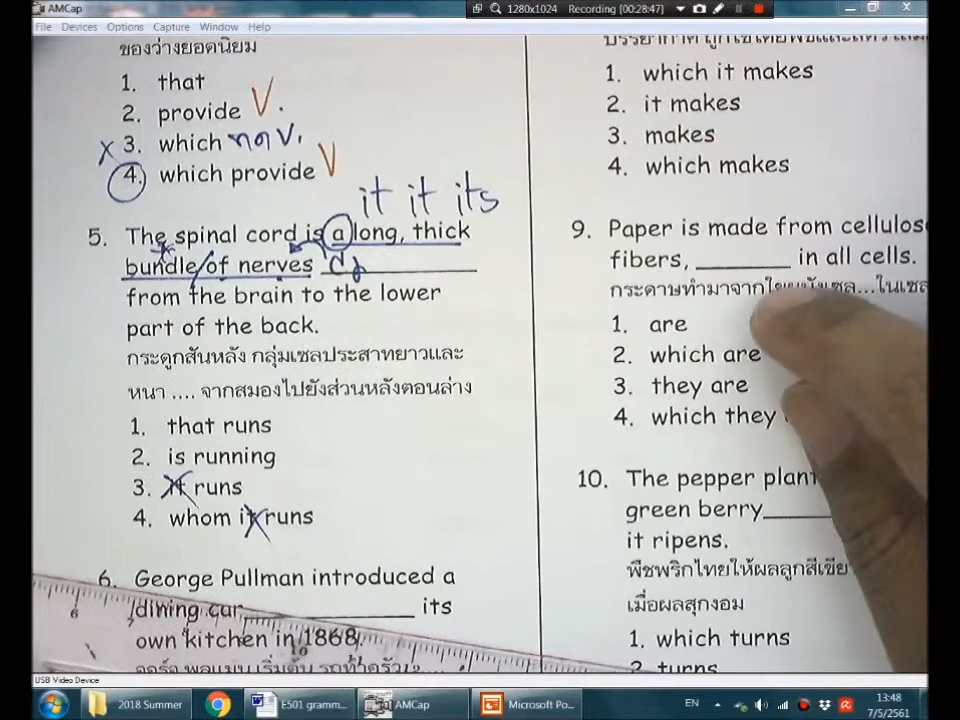 AMCap
1280x1024 Recording [00:28:47]
File Devices Options Capture Window Help
ของว่างยอดนิยม
1. that
2. provide V.
X 3. which ทอ V.
4. which provide V
it it its
5. The spinal cord is a long, thick
bundle/of nerves
from the brain to the lower
part of the back.
กระดูกสันหลัง กลุ่มเซลประสาทยาวและ
หนา .... จากสมองไปยังส่วนหลังตอนล่าง
1. that runs
2. is running
3. it runs
4. whom it runs
6. George Pullman introduced a
dining car ____________ its
own kitchen in 1868.
1. which it makes
2. it makes
3. makes
4. which makes
9. Paper is made from cellulos
fibers, ________ in all cells.
กระดาษทำมาจาก
1. are
2. which are
3. they are
4. which they
10. The pepper plant
green berry______
it ripens.
พืชพริกไทยให้ผลลูกสีเขีย
เมื่อผลสุกงอม
1. which turns
2. turns
USB Video Device
2018 Summer
E501 gramm...
AMCap
Microsoft Po...
EN
13:48
7/5/2561